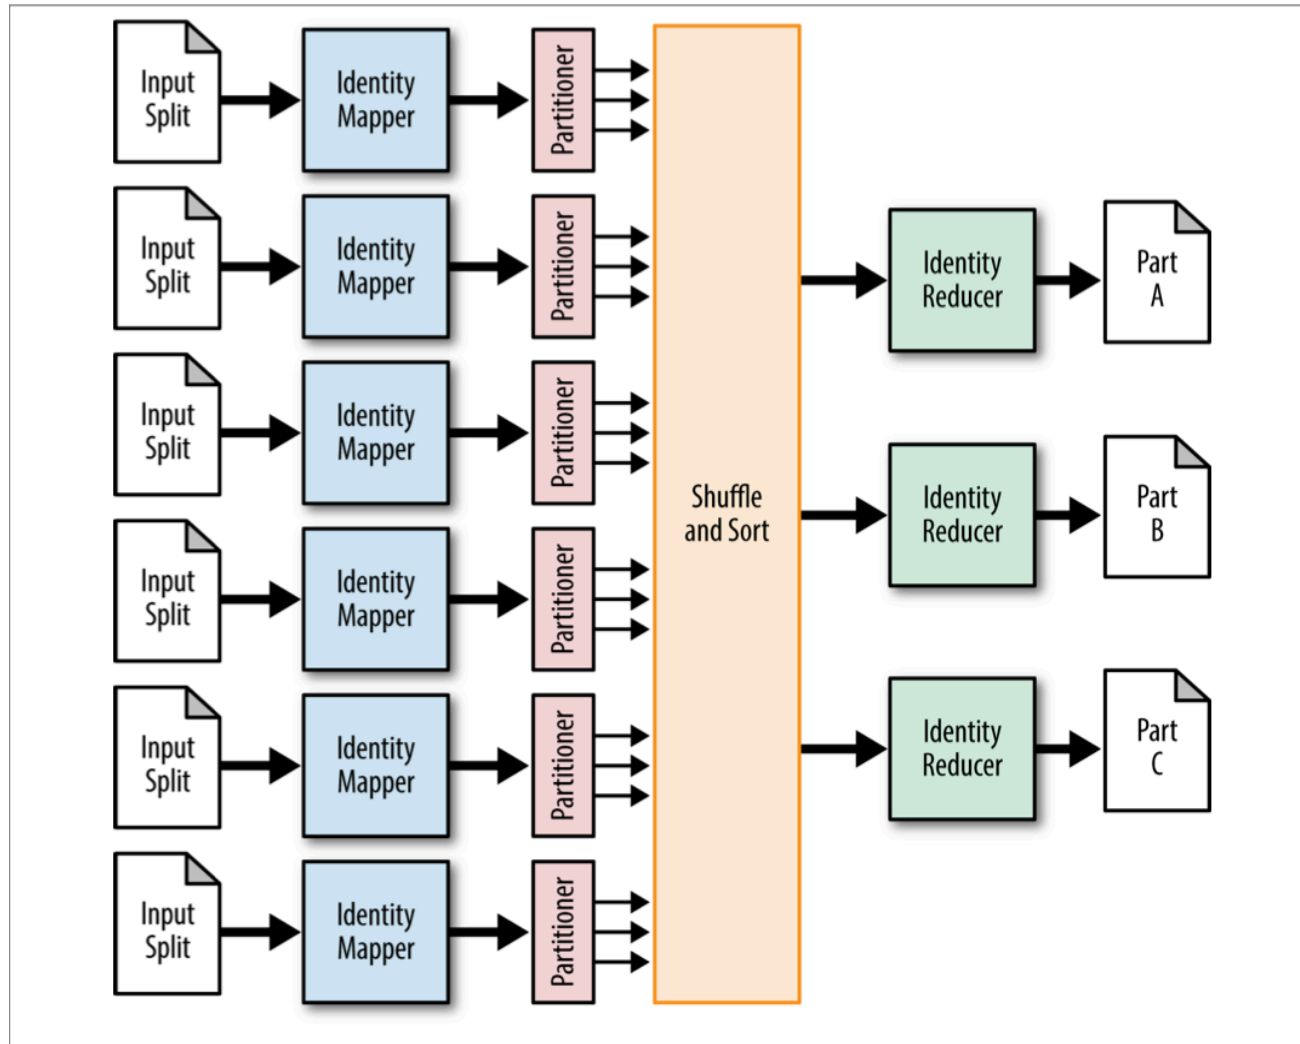 Input
Split
Identity
Mapper
Partitioner
Input
Split
Identity
Mapper
Partitioner
Input
Split
Identity
Mapper
Partitioner
Input
Split
Identity
Mapper
Partitioner
Input
Split
Identity
Mapper
Partitioner
Input
Split
Identity
Mapper
Partitioner
Shuffle
and Sort
Identity
Reducer
Part
A
Identity
Reducer
Part
B
Identity
Reducer
Part
C